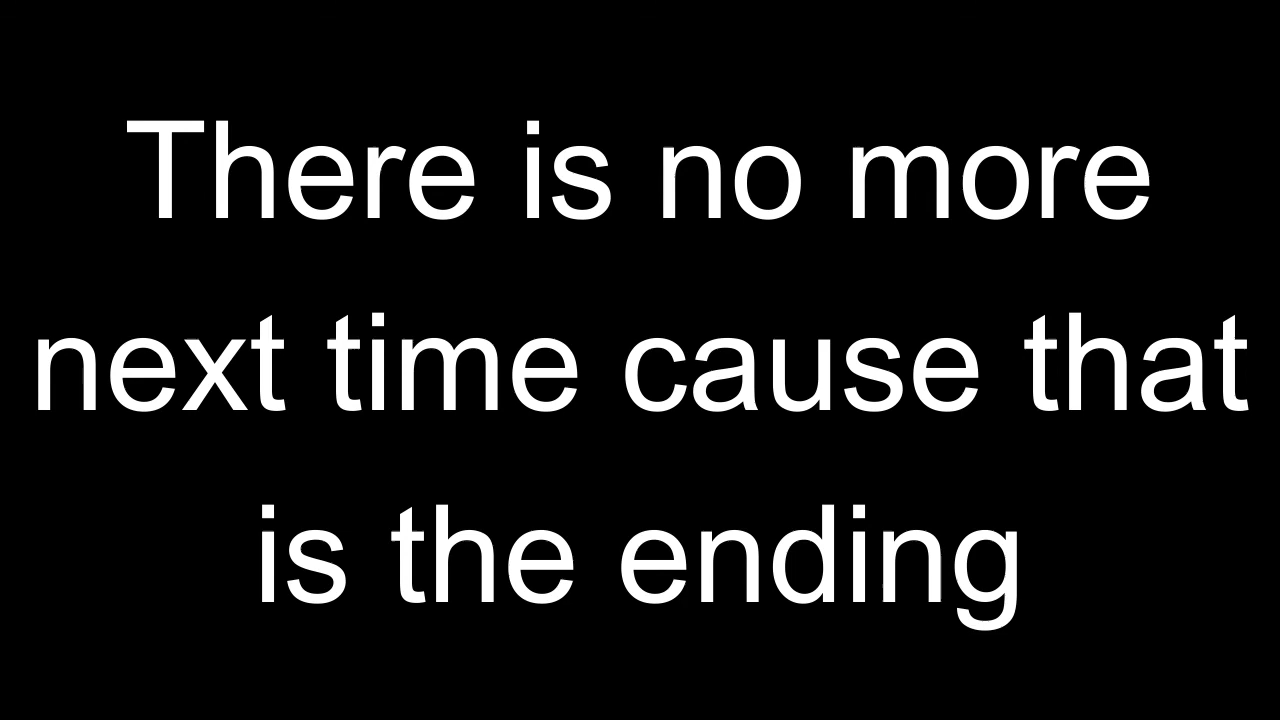 There is no more
next time cause that
is the ending